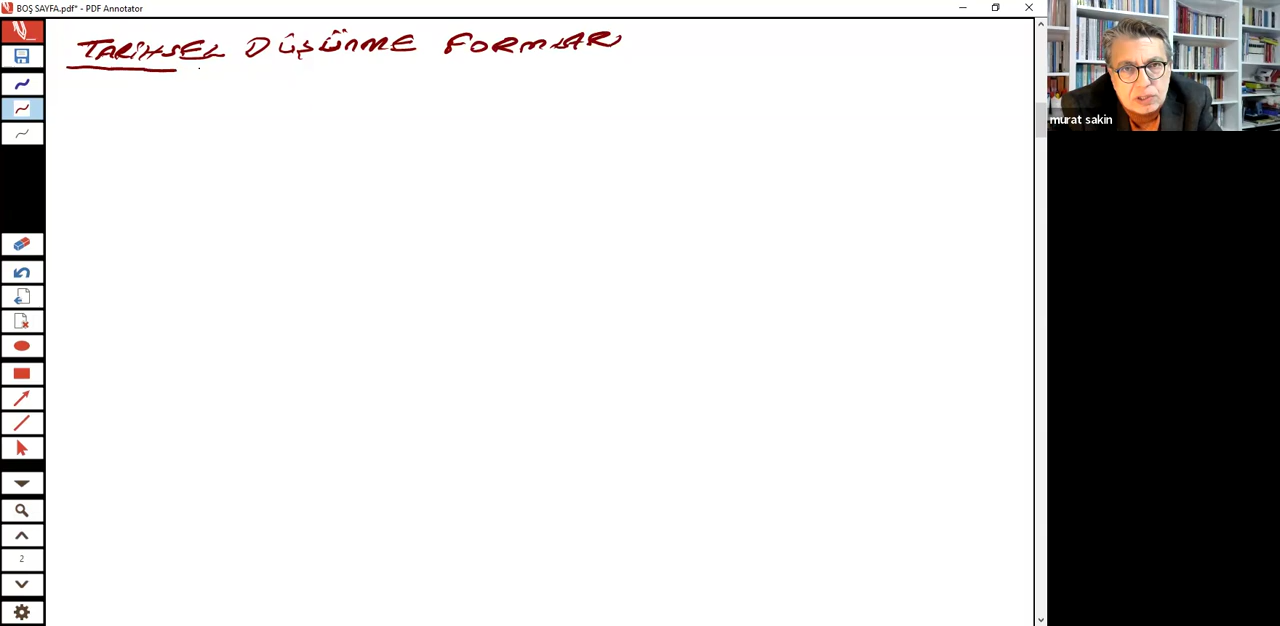 BOŞ SAYFA.pdf* - PDF Annotator
TARİHSEL DÜŞÜNME FORMLARI
murat sakin
2